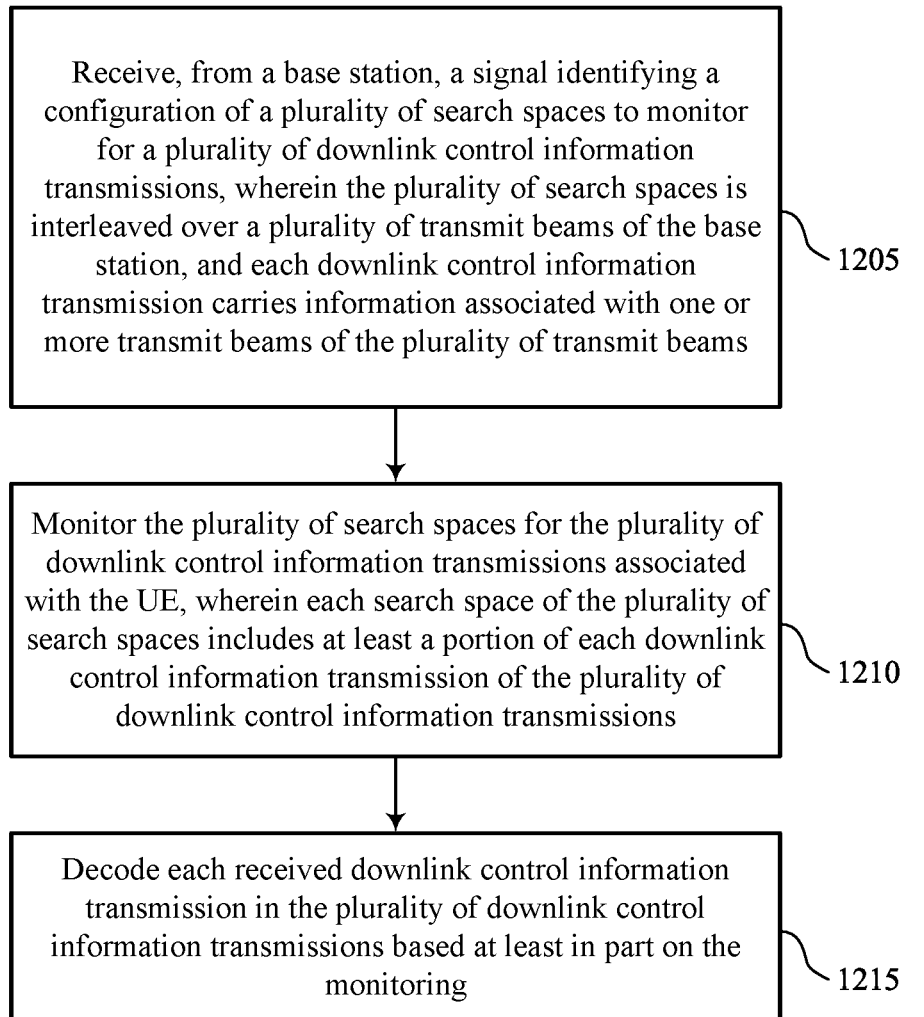 Receive, from a base station, a signal identifying a
configuration of a plurality of search spaces to monitor
for a plurality of downlink control information
transmissions, wherein the plurality of search spaces is
interleaved over a plurality of transmit beams of the base
station, and each downlink control information
transmission carries information associated with one or
more transmit beams of the plurality of transmit beams
1205
Monitor the plurality of search spaces for the plurality of
downlink control information transmissions associated
with the UE, wherein each search space of the plurality of
search spaces includes at least a portion of each downlink
control information transmission of the plurality of
downlink control information transmissions
1210
Decode each received downlink control information
transmission in the plurality of downlink control
information transmissions based at least in part on the
monitoring
1215